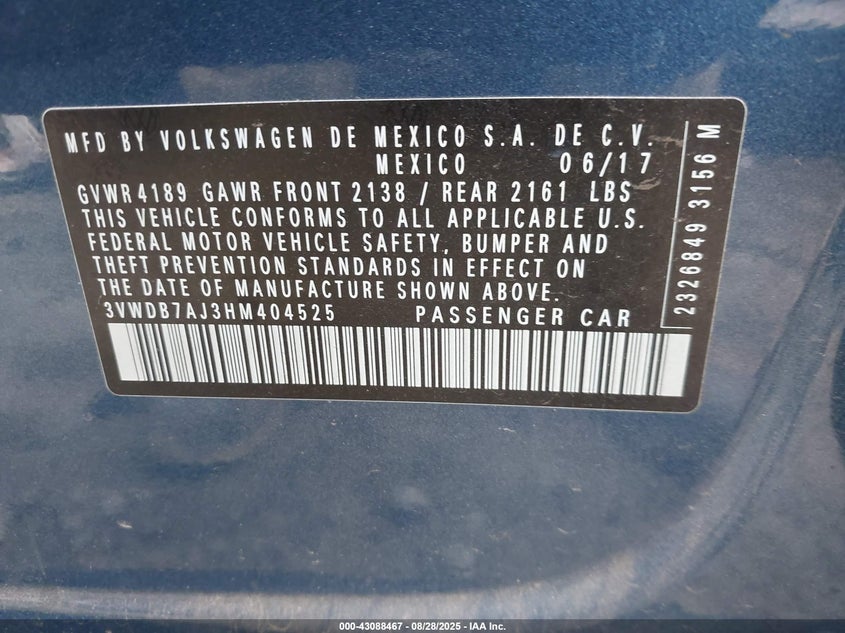 MFD BY VOLKSWAGEN DE MEXICO S.A. DE C.V.
MEXICO 06/17
GVWR 4189 GAWR FRONT 2138 / REAR 2161 LBS
THIS VEHICLE CONFORMS TO ALL APPLICABLE U.S.
FEDERAL MOTOR VEHICLE SAFETY, BUMPER AND
THEFT PREVENTION STANDARDS IN EFFECT ON
THE DATE OF MANUFACTURE SHOWN ABOVE.
3VWDB7AJ3HM404525 PASSENGER CAR
2326849 3156 M
000-43088467 - 08/28/2025 - IAA Inc.